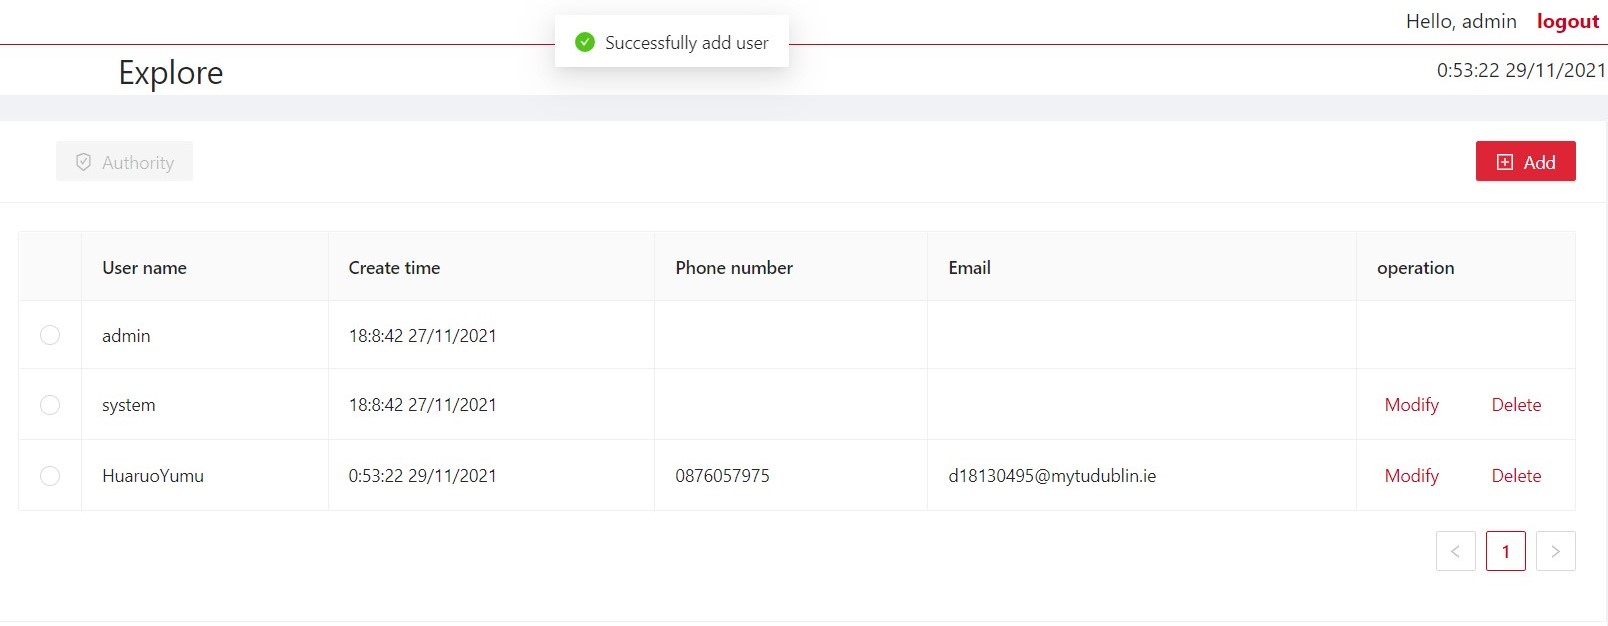 Hello, admin logout
Successfully add user
Explore 0:53:22 29/11/2021
Authority Add
User name Create time Phone number Email operation
admin 18:8:42 27/11/2021
system 18:8:42 27/11/2021 Modify Delete
HuaruoYumu 0:53:22 29/11/2021 0876057975 d18130495@mytudublin.ie Modify Delete
< 1 >